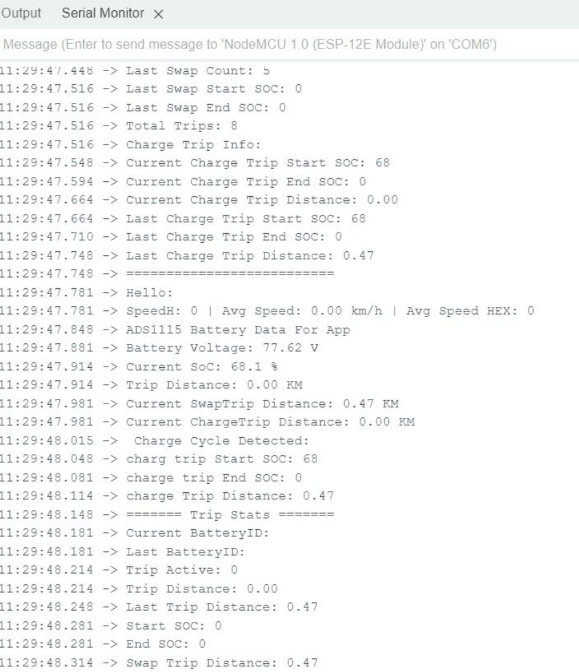 Output Serial Monitor ×
Message (Enter to send message to 'NodeMCU 1.0 (ESP-12E Module)' on 'COM6')
11:29:47.448 -> Last Swap Count: 5
11:29:47.516 -> Last Swap Start SOC: 0
11:29:47.516 -> Last Swap End SOC: 0
11:29:47.516 -> Total Trips: 8
11:29:47.516 -> Charge Trip Info:
11:29:47.548 -> Current Charge Trip Start SOC: 68
11:29:47.594 -> Current Charge Trip End SOC: 0
11:29:47.664 -> Current Charge Trip Distance: 0.00
11:29:47.664 -> Last Charge Trip Start SOC: 68
11:29:47.710 -> Last Charge Trip End SOC: 0
11:29:47.748 -> Last Charge Trip Distance: 0.47
11:29:47.748 -> ==========================
11:29:47.781 -> Hello:
11:29:47.781 -> SpeedH: 0 | Avg Speed: 0.00 km/h | Avg Speed HEX: 0
11:29:47.848 -> ADS1115 Battery Data For App
11:29:47.881 -> Battery Voltage: 77.62 V
11:29:47.914 -> Current SoC: 68.1 %
11:29:47.914 -> Trip Distance: 0.00 KM
11:29:47.981 -> Current SwapTrip Distance: 0.47 KM
11:29:47.981 -> Current ChargeTrip Distance: 0.00 KM
11:29:48.015 -> Charge Cycle Detected:
11:29:48.048 -> charg trip Start SOC: 68
11:29:48.081 -> charge trip End SOC: 0
11:29:48.114 -> charge Trip Distance: 0.47
11:29:48.148 -> ======= Trip Stats =======
11:29:48.181 -> Current BatteryID:
11:29:48.181 -> Last BatteryID:
11:29:48.214 -> Trip Active: 0
11:29:48.214 -> Trip Distance: 0.00
11:29:48.248 -> Last Trip Distance: 0.47
11:29:48.281 -> Start SOC: 0
11:29:48.281 -> End SOC: 0
11:29:48.314 -> Swap Trip Distance: 0.47